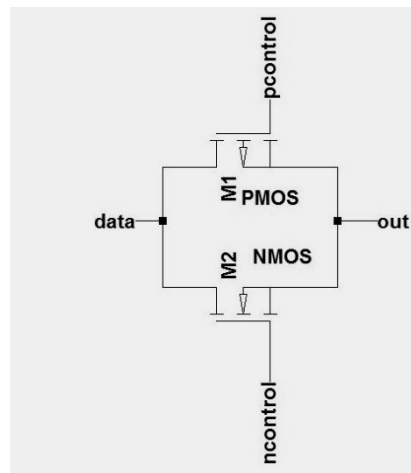 pcontrol
M1
PMOS
data
out
M2
NMOS
ncontrol